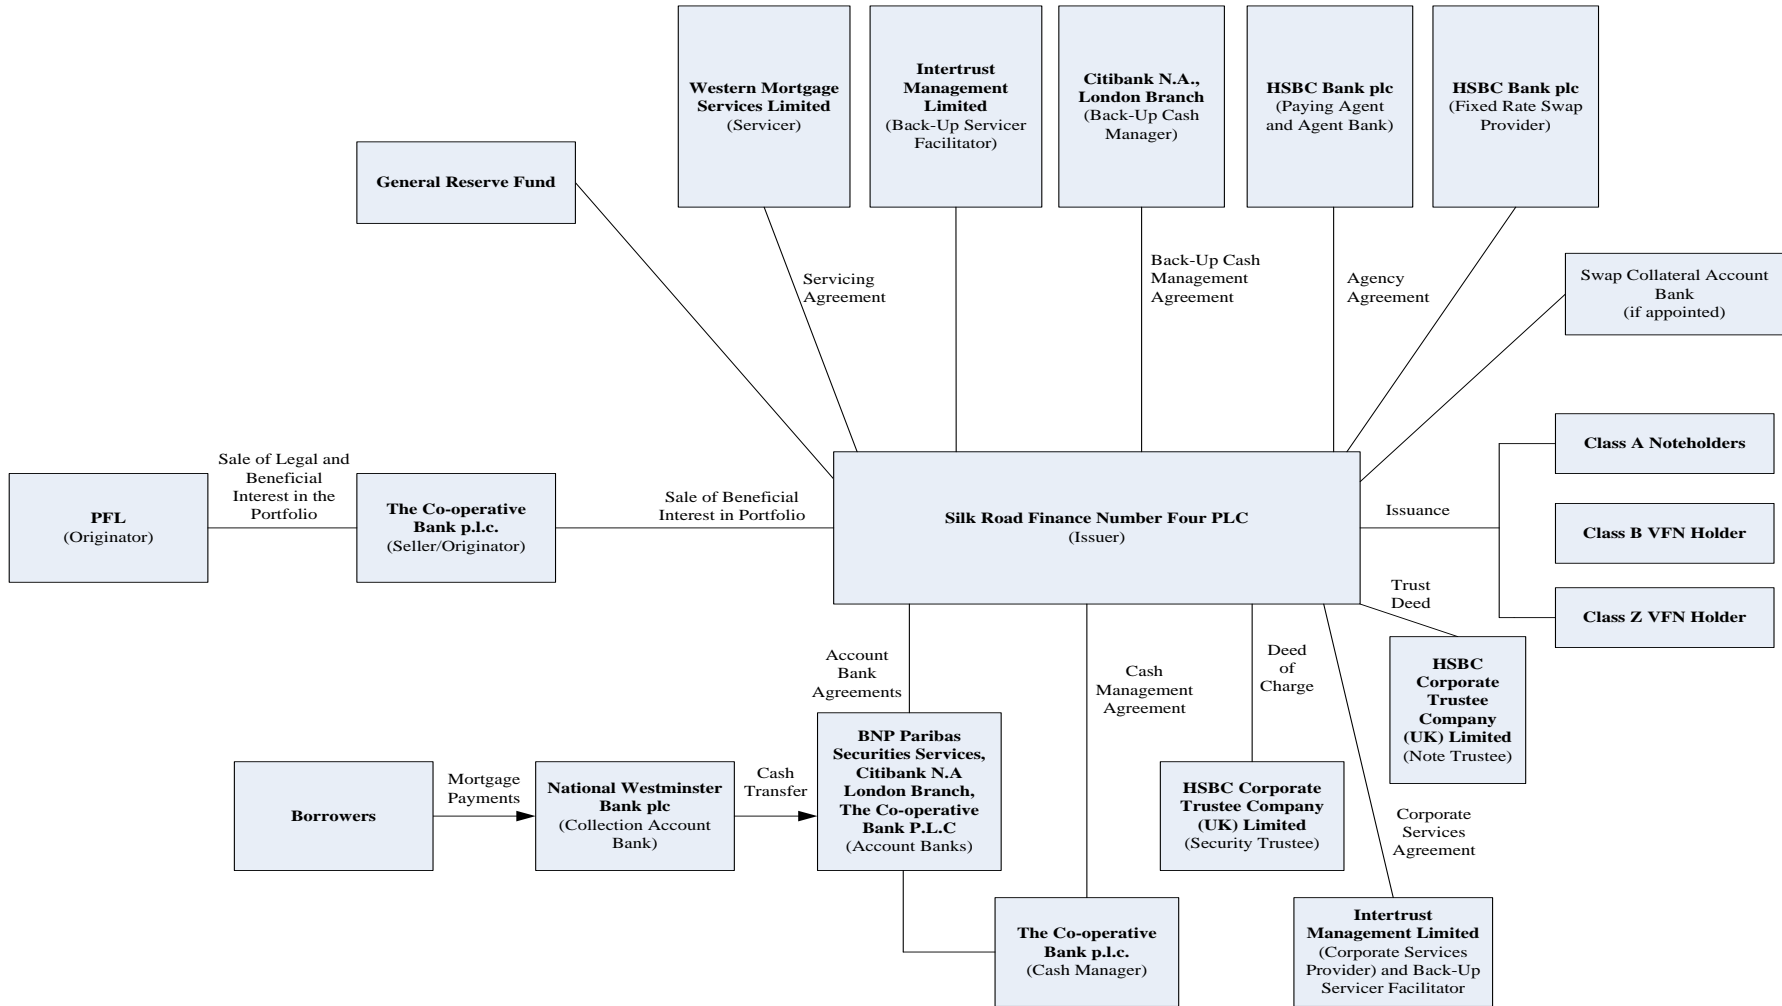 Western Mortgage
Services Limited
(Servicer)
Intertrust
Management
Limited
(Back-Up Servicer
Facilitator)
Citibank N.A.,
London Branch
(Back-Up Cash
Manager)
HSBC Bank plc
(Paying Agent
and Agent Bank)
HSBC Bank plc
(Fixed Rate Swap
Provider)
General Reserve Fund
Servicing
Agreement
Back-Up Cash
Management
Agreement
Agency
Agreement
Swap Collateral Account
Bank
(if appointed)
PFL
(Originator)
Sale of Legal and
Beneficial
Interest in the
Portfolio
The Co-operative
Bank p.l.c.
(Seller/Originator)
Sale of Beneficial
Interest in Portfolio
Silk Road Finance Number Four PLC
(Issuer)
Issuance
Class A Noteholders
Class B VFN Holder
Class Z VFN Holder
Trust
Deed
Account
Bank
Agreements
Cash
Management
Agreement
Deed
of
Charge
HSBC
Corporate
Trustee
Company
(UK) Limited
(Note Trustee)
Borrowers
Mortgage
Payments
National Westminster
Bank plc
(Collection Account
Bank)
Cash
Transfer
BNP Paribas
Securities Services,
Citibank N.A
London Branch,
The Co-operative
Bank P.L.C
(Account Banks)
HSBC Corporate
Trustee Company
(UK) Limited
(Security Trustee)
Corporate
Services
Agreement
The Co-operative
Bank p.l.c.
(Cash Manager)
Intertrust
Management Limited
(Corporate Services
Provider) and Back-Up
Servicer Facilitator